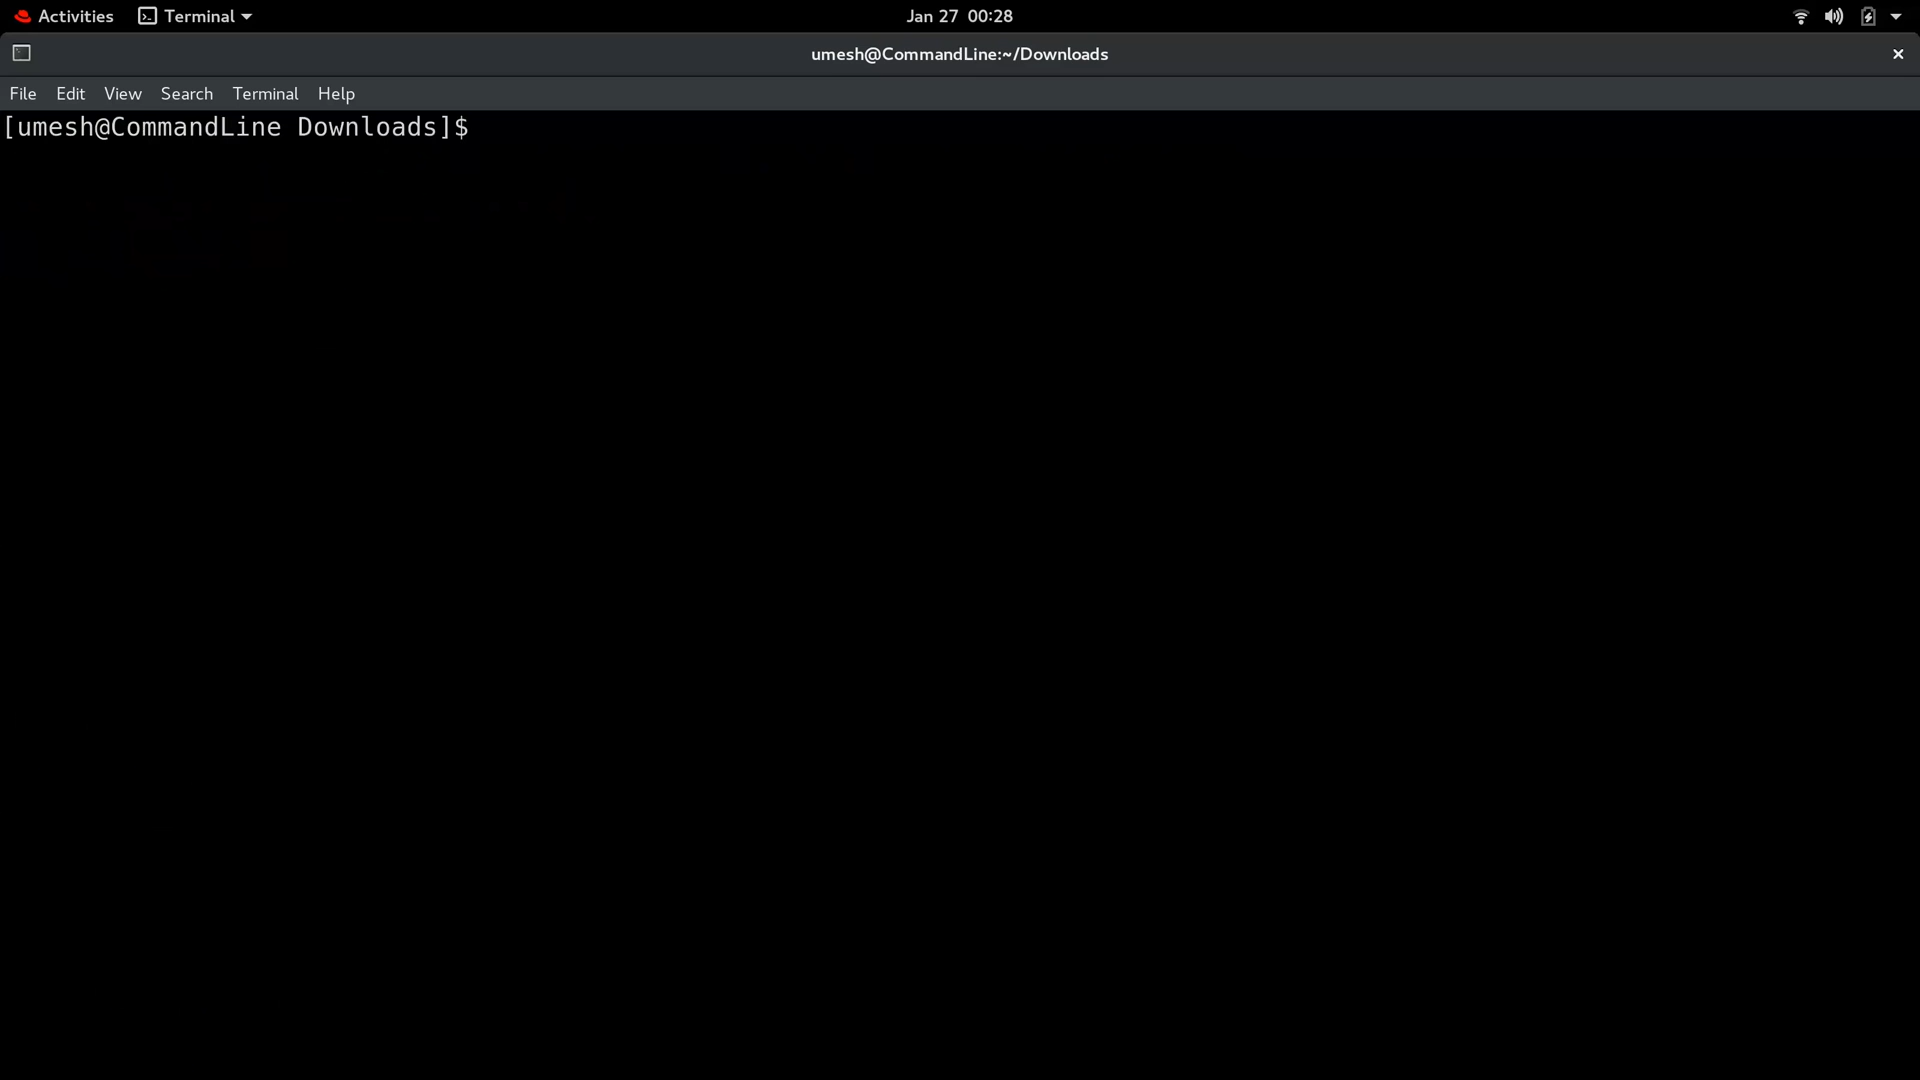 Activities Terminal Jan 27 00:28
umesh@CommandLine:~/Downloads
File Edit View Search Terminal Help
[umesh@CommandLine Downloads]$